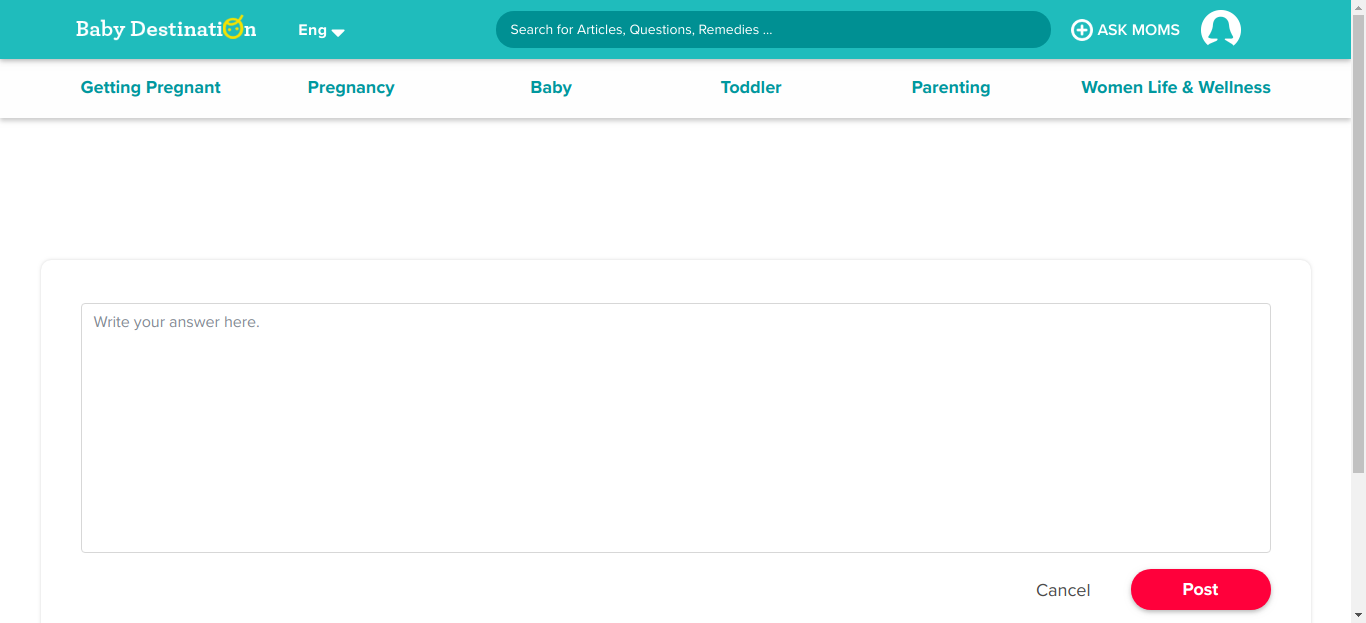 Baby Destination Eng Search for Articles, Questions, Remedies ... ASK MOMS
Getting Pregnant Pregnancy Baby Toddler Parenting Women Life & Wellness
Write your answer here.
Cancel Post